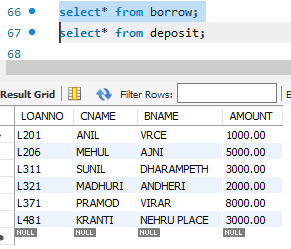 66 select* from borrow;
67 select* from deposit;
68
Result Grid Filter Rows:
LOANNO CNAME BNAME AMOUNT
L201 ANIL VRCE 1000.00
L206 MEHUL AJNI 5000.00
L311 SUNIL DHARAMPETH 3000.00
L321 MADHURI ANDHERI 2000.00
L371 PRAMOD VIRAR 8000.00
L481 KRANTI NEHRU PLACE 3000.00
NULL NULL NULL NULL